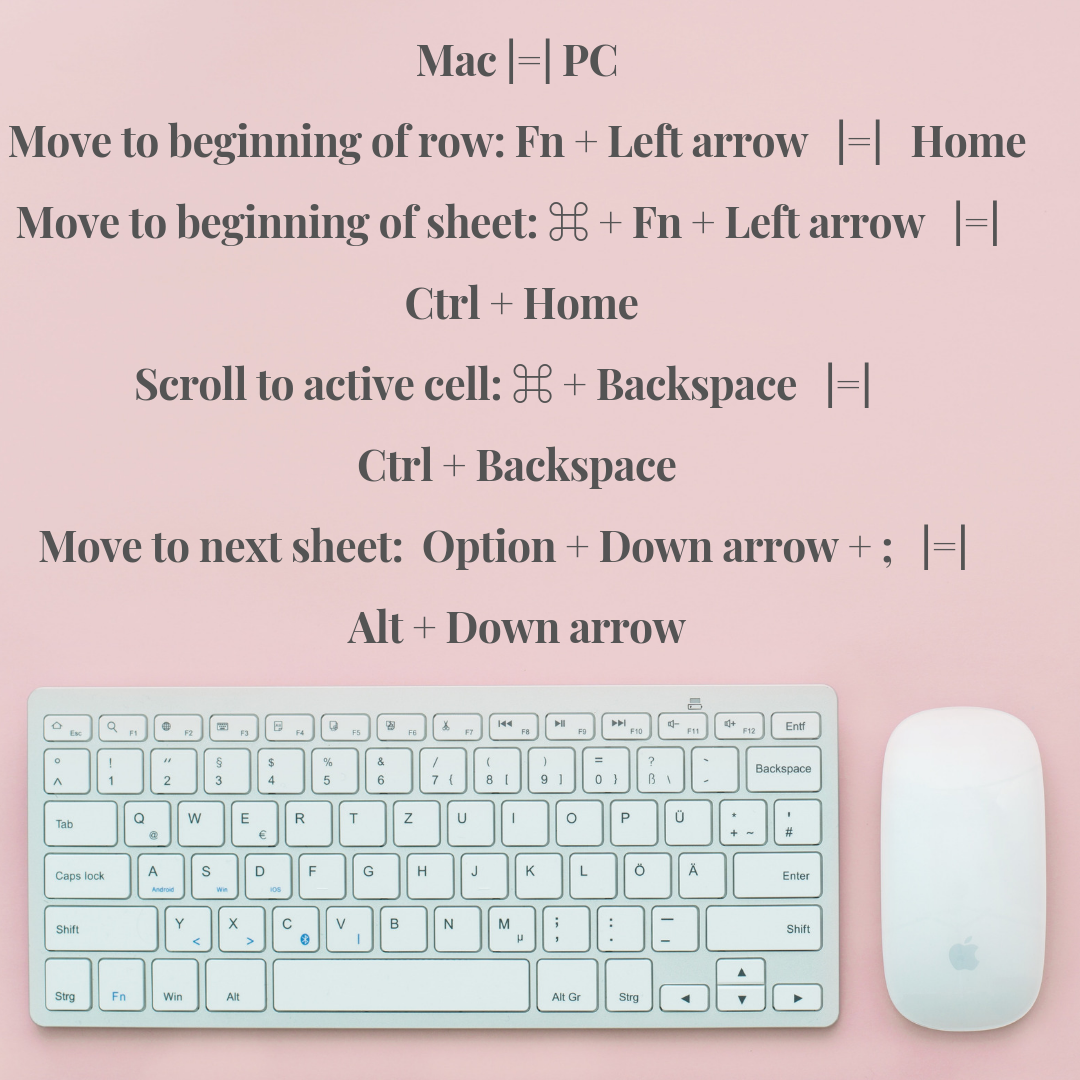 Mac |=| PC
Move to beginning of row: Fn + Left arrow |=| Home
Move to beginning of sheet: ⌘ + Fn + Left arrow |=|
Ctrl + Home
Scroll to active cell: ⌘ + Backspace |=|
Ctrl + Backspace
Move to next sheet: Option + Down arrow + ; |=|
Alt + Down arrow
Esc F1 F2 F3 F4 F5 F6 F7 F8 F9 F10 F11 F12 Entf
° ! " § $ % & / ( ) = ? `
^ 1 2 3 4 5 6 7 { 8 [ 9 ] 0 } ß \ ´ Backspace
Tab Q @ W E € R T Z U I O P Ü * + ~ ' #
Caps lock A S D F G H J K L Ö Ä Enter
Android Win IOS
Shift Y < X > C V | B N M µ ; , : . _ - Shift
Strg Fn Win Alt Alt Gr Strg ◄ ▲ ▼ ►